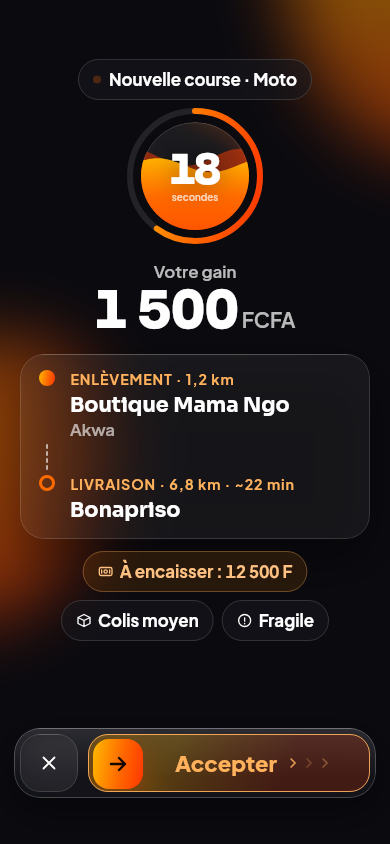 Nouvelle course · Moto
18
secondes
Votre gain
1 500 FCFA
ENLÈVEMENT · 1,2 km
Boutique Mama Ngo
Akwa
LIVRAISON · 6,8 km · ~22 min
Bonapriso
À encaisser : 12 500 F
Colis moyen
Fragile
Accepter